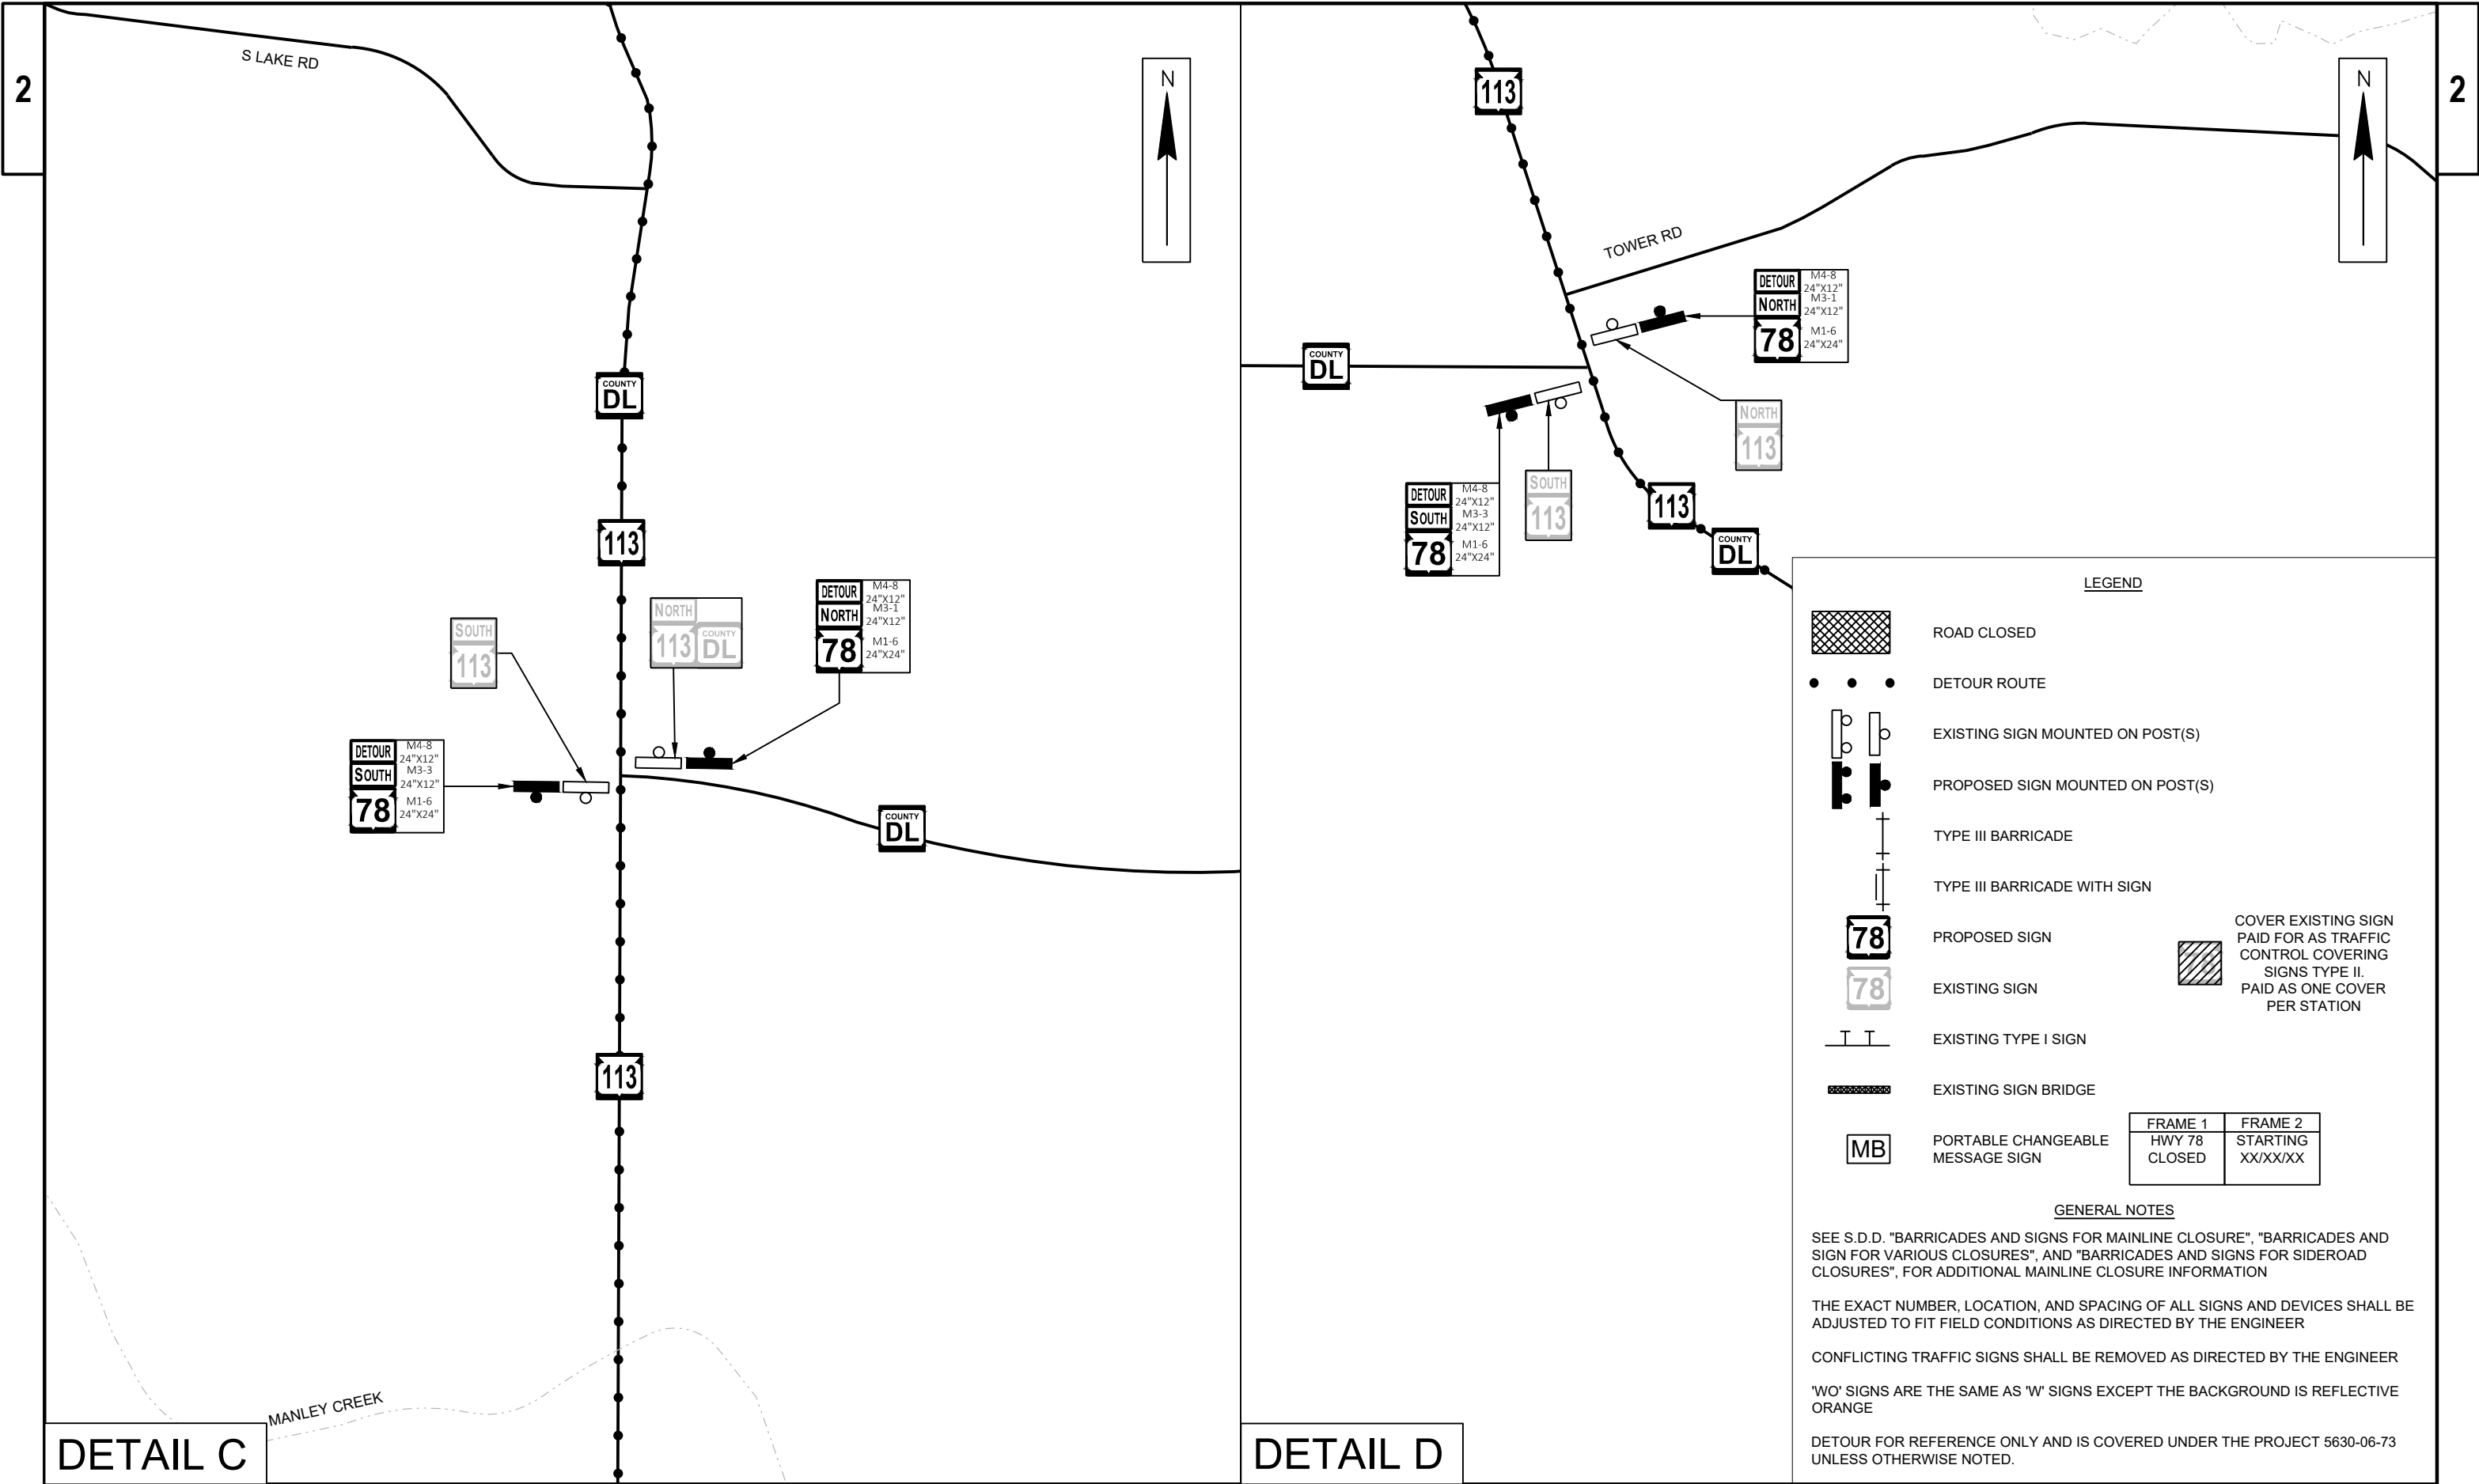 2
S LAKE RD
N
COUNTY
DL
113
SOUTH
113
NORTH
113
COUNTY
DL
DETOUR
NORTH
78
M4-8
24"X12"
M3-1
24"X12"
M1-6
24"X24"
DETOUR
SOUTH
78
M4-8
24"X12"
M3-3
24"X12"
M1-6
24"X24"
COUNTY
DL
113
MANLEY CREEK
DETAIL C
113
N
2
TOWER RD
DETOUR
NORTH
78
M4-8
24"X12"
M3-1
24"X12"
M1-6
24"X24"
COUNTY
DL
NORTH
113
DETOUR
SOUTH
78
M4-8
24"X12"
M3-3
24"X12"
M1-6
24"X24"
SOUTH
113
113
COUNTY
DL
DETAIL D
LEGEND
ROAD CLOSED
DETOUR ROUTE
EXISTING SIGN MOUNTED ON POST(S)
PROPOSED SIGN MOUNTED ON POST(S)
TYPE III BARRICADE
TYPE III BARRICADE WITH SIGN
78
PROPOSED SIGN
78
EXISTING SIGN
COVER EXISTING SIGN
PAID FOR AS TRAFFIC
CONTROL COVERING
SIGNS TYPE II.
PAID AS ONE COVER
PER STATION
EXISTING TYPE I SIGN
EXISTING SIGN BRIDGE
MB
PORTABLE CHANGEABLE
MESSAGE SIGN
FRAME 1 FRAME 2
HWY 78 STARTING
CLOSED XX/XX/XX
GENERAL NOTES
SEE S.D.D. "BARRICADES AND SIGNS FOR MAINLINE CLOSURE", "BARRICADES AND
SIGN FOR VARIOUS CLOSURES", AND "BARRICADES AND SIGNS FOR SIDEROAD
CLOSURES", FOR ADDITIONAL MAINLINE CLOSURE INFORMATION
THE EXACT NUMBER, LOCATION, AND SPACING OF ALL SIGNS AND DEVICES SHALL BE
ADJUSTED TO FIT FIELD CONDITIONS AS DIRECTED BY THE ENGINEER
CONFLICTING TRAFFIC SIGNS SHALL BE REMOVED AS DIRECTED BY THE ENGINEER
'WO' SIGNS ARE THE SAME AS 'W' SIGNS EXCEPT THE BACKGROUND IS REFLECTIVE
ORANGE
DETOUR FOR REFERENCE ONLY AND IS COVERED UNDER THE PROJECT 5630-06-73
UNLESS OTHERWISE NOTED.